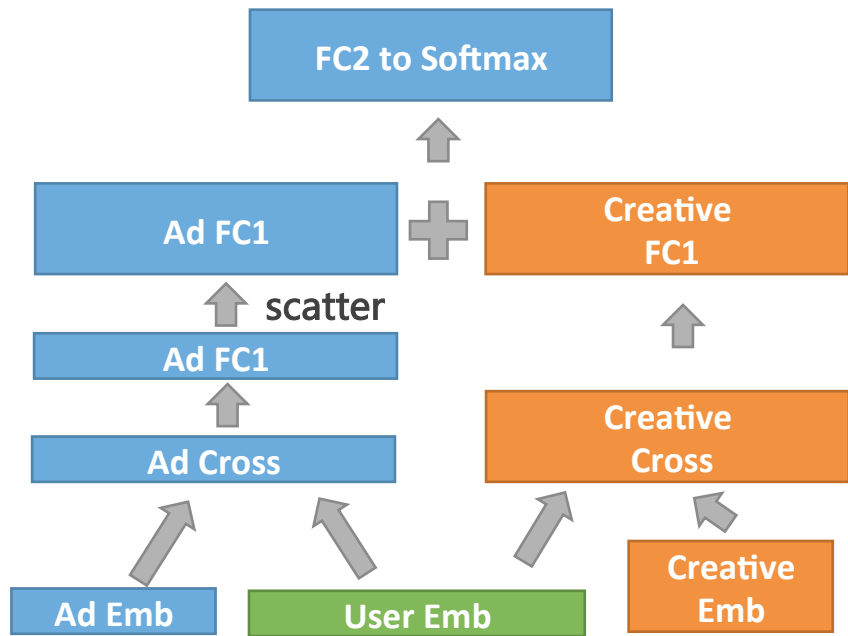 FC2 to Softmax
Ad FC1
Creative
FC1
scatter
Ad FC1
Ad Cross
Creative
Cross
Ad Emb
User Emb
Creative
Emb